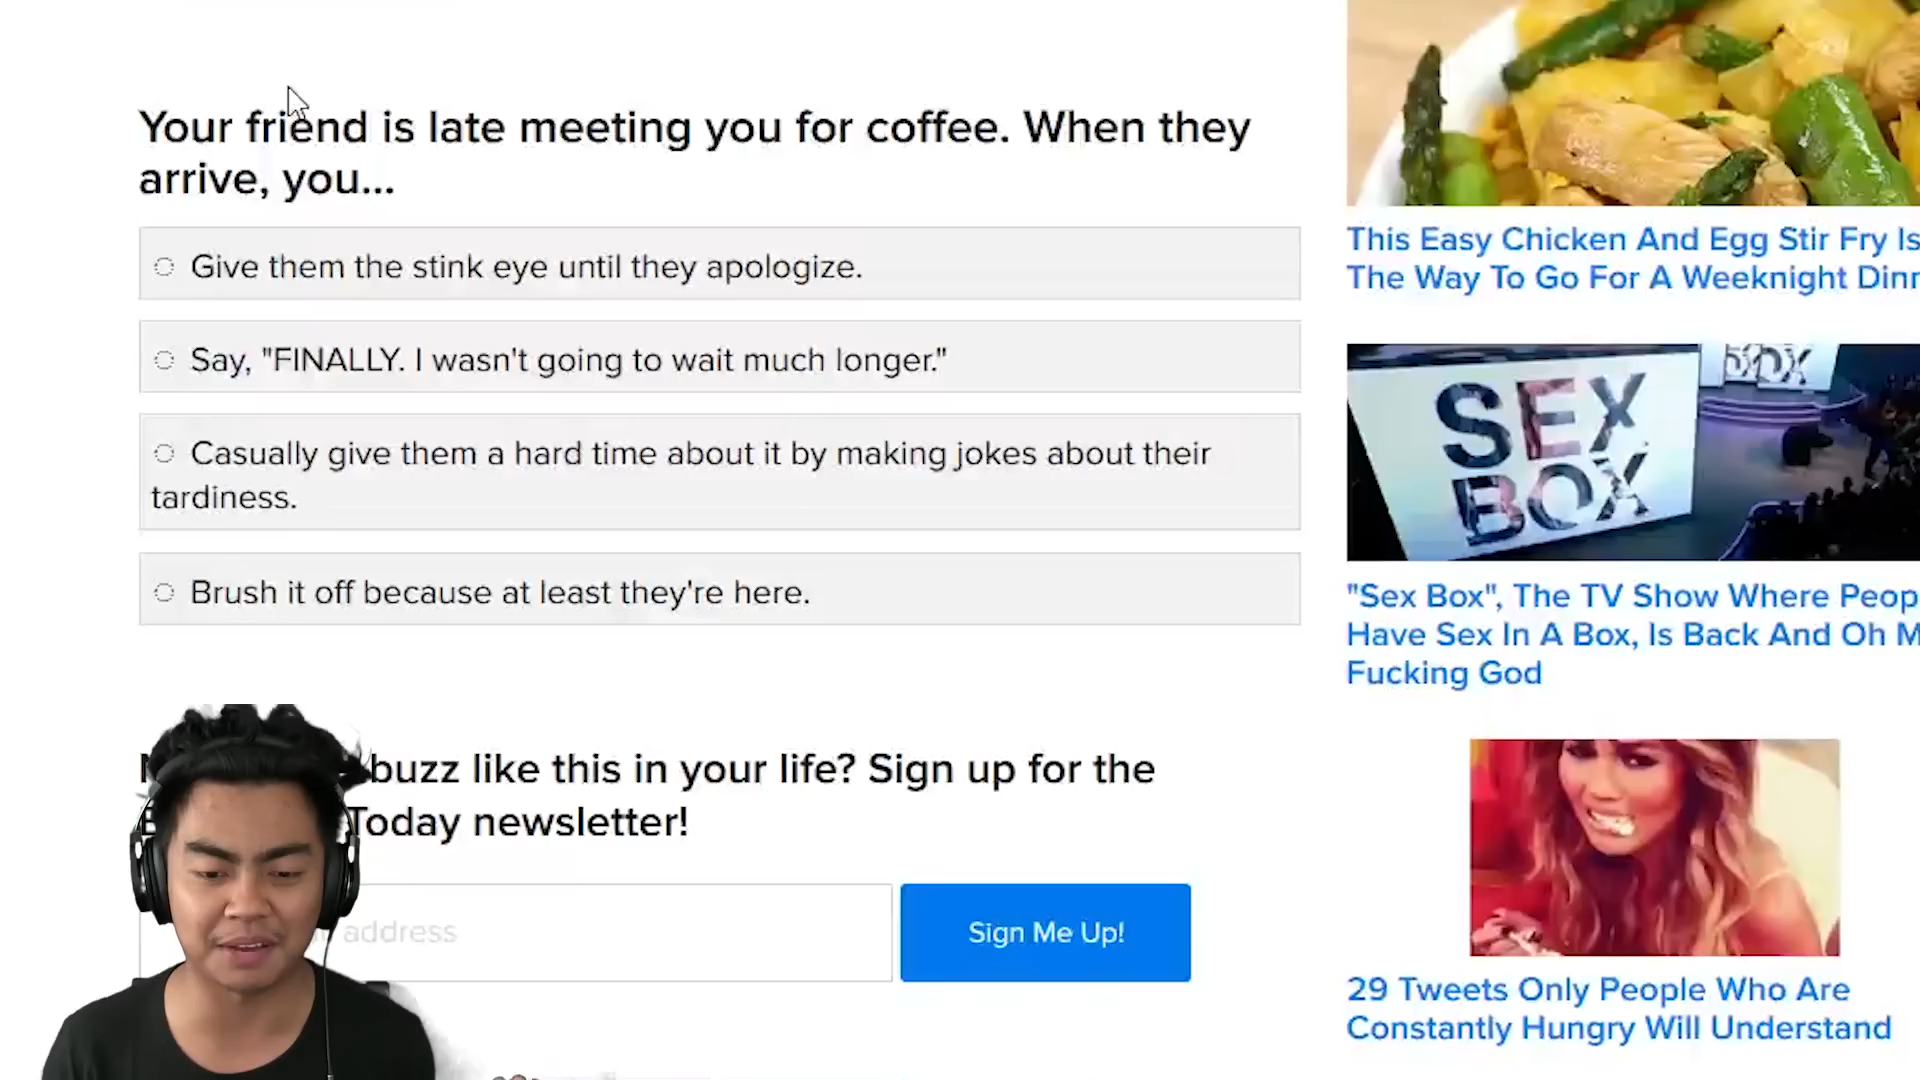 Your friend is late meeting you for coffee. When they
arrive, you...
Give them the stink eye until they apologize.
Say, "FINALLY. I wasn't going to wait much longer."
Casually give them a hard time about it by making jokes about their
tardiness.
Brush it off because at least they're here.
buzz like this in your life? Sign up for the
Today newsletter!
address
Sign Me Up!
This Easy Chicken And Egg Stir Fry Is
The Way To Go For A Weeknight Dinn
SEX
BOX
"Sex Box", The TV Show Where Peop
Have Sex In A Box, Is Back And Oh M
Fucking God
29 Tweets Only People Who Are
Constantly Hungry Will Understand